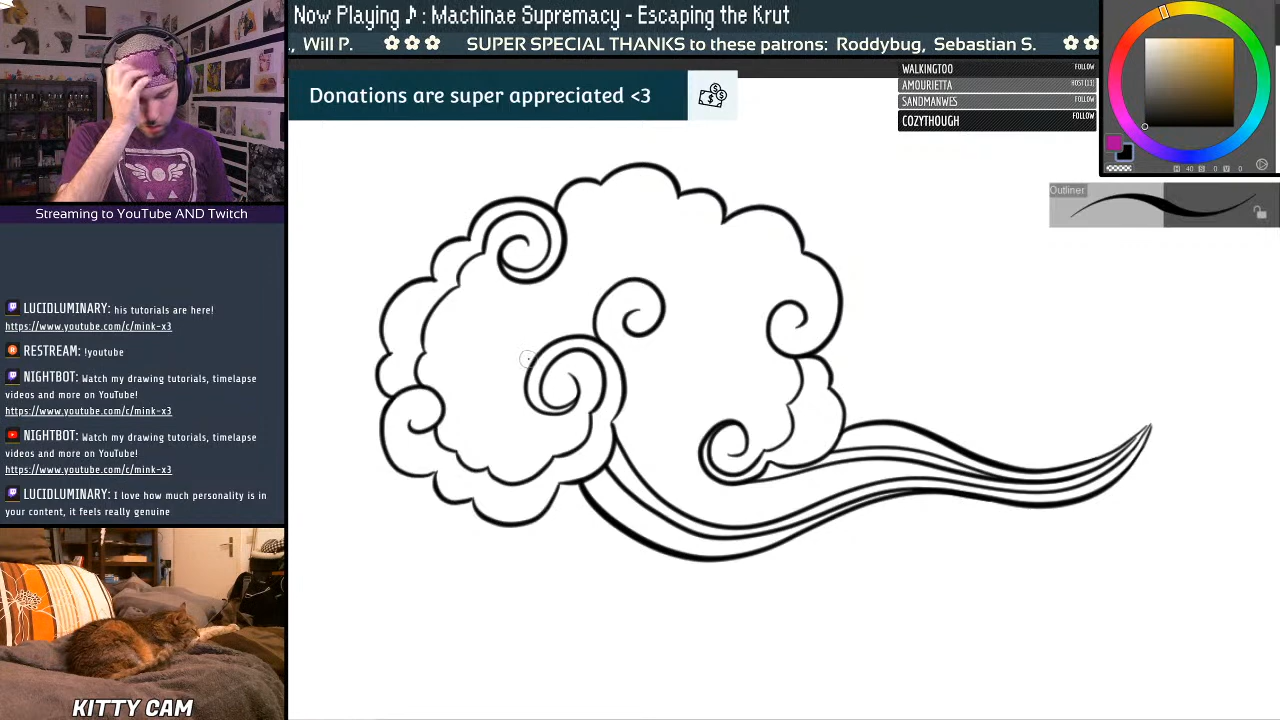 Now Playing ♪ : Machinae Supremacy - Escaping the Krut
, Will P. ✿✿✿ SUPER SPECIAL THANKS to these patrons: Roddybug, Sebastian S. ✿✿
Donations are super appreciated <3
WALKINGTOO FOLLOW
AMOURIETTA HOST [13]
SANDMANWES FOLLOW
COZYTHOUGH FOLLOW
H 40 S 0 V 0
Outliner
Streaming to YouTube AND Twitch
LUCIDLUMINARY: his tutorials are here!
https://www.youtube.com/c/mink-x3
RESTREAM: !youtube
NIGHTBOT: Watch my drawing tutorials, timelapse
videos and more on YouTube!
https://www.youtube.com/c/mink-x3
NIGHTBOT: Watch my drawing tutorials, timelapse
videos and more on YouTube!
https://www.youtube.com/c/mink-x3
LUCIDLUMINARY: I love how much personality is in
your content, it feels really genuine
KITTY CAM